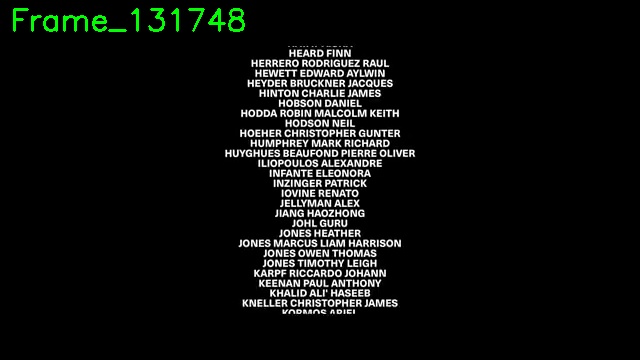 Frame_131748
HEARD FINN
HERRERO RODRIGUEZ RAUL
HEWETT EDWARD AYLWIN
HEYDER BRUCKNER JACQUES
HINTON CHARLIE JAMES
HOBSON DANIEL
HODDA ROBIN MALCOLM KEITH
HODSON NEIL
HOEHER CHRISTOPHER GUNTER
HUMPHREY MARK RICHARD
HUYGHUES BEAUFOND PIERRE OLIVER
ILIOPOULOS ALEXANDRE
INFANTE ELEONORA
INZINGER PATRICK
IOVINE RENATO
JELLYMAN ALEX
JIANG HAOZHONG
JOHL GURU
JONES HEATHER
JONES MARCUS LIAM HARRISON
JONES OWEN THOMAS
JONES TIMOTHY LEIGH
KARPF RICCARDO JOHANN
KEENAN PAUL ANTHONY
KHALID ALI' HASEEB
KNELLER CHRISTOPHER JAMES
KORMOS ARIEL